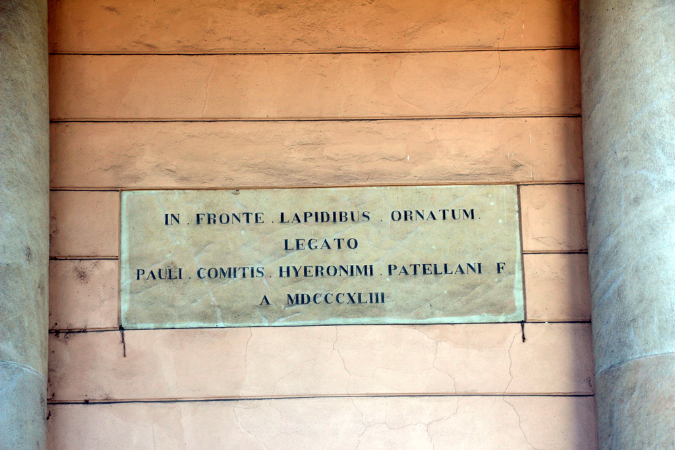 IN . FRONTE . LAPIDIBUS . ORNATUM .
LEGATO
PAULI . COMITIS . HYERONIMI . PATELLANI F
A MDCCCXLIII